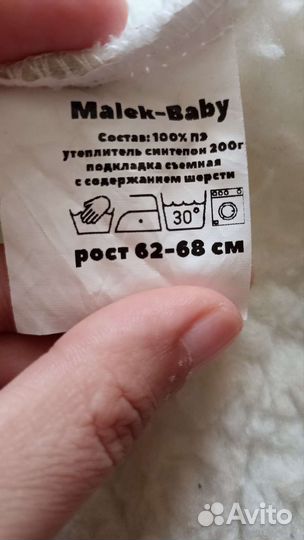 Malek-Baby
Состав: 100% ПЭ
утеплитель синтепон 200г
подкладка съемная
с содержанием шерсти
30°
рост 62-68 см
Avito